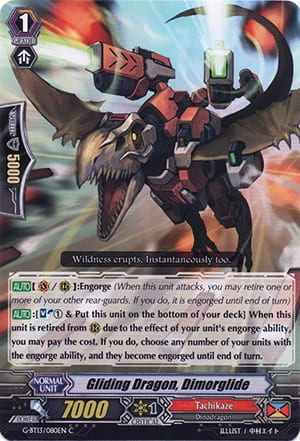 1
GRADE
5000
Wildness erupts. Instantaneously too.
AUTO [ ]:Engorge (When this unit attacks, you may retire one or more of your other rear-guards. If you do, it is engorged until end of turn)
AUTO:[ 1 & Put this unit on the bottom of your deck] When this unit is retired from due to the effect of your unit's engorge ability, you may pay the cost. If you do, choose any number of your units with the engorge ability, and they become engorged until end of turn.
NORMAL UNIT
Gliding Dragon, Dimorglide
POWER
7000
1
CRITICAL
Tachikaze
Dinodragon
G-BT13/080EN C
ILLUST / 中村エイト